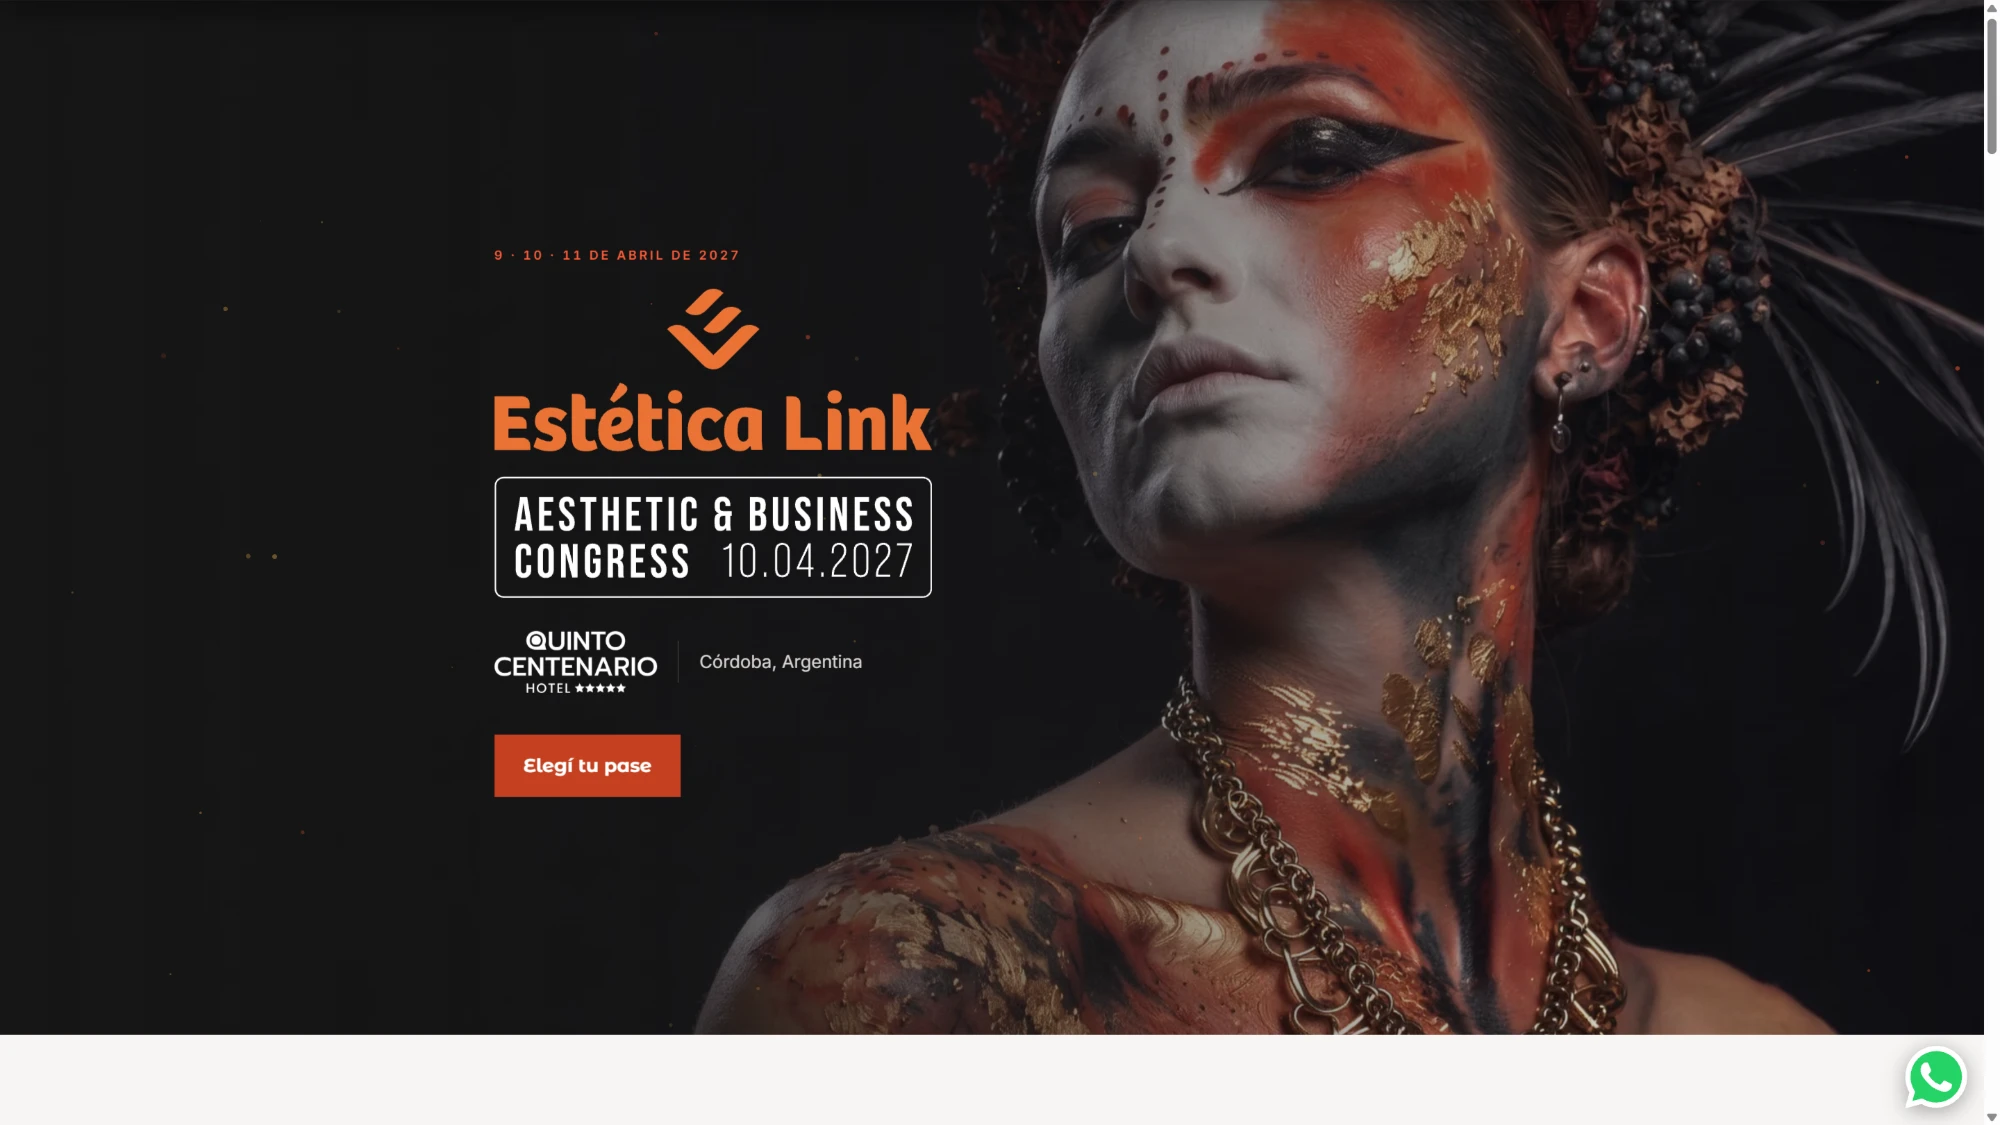 9 · 10 · 11 DE ABRIL DE 2027
Estética Link
AESTHETIC & BUSINESS
CONGRESS 10.04.2027
QUINTO
CENTENARIO
HOTEL ★★★★★
Córdoba, Argentina
Elegí tu pase